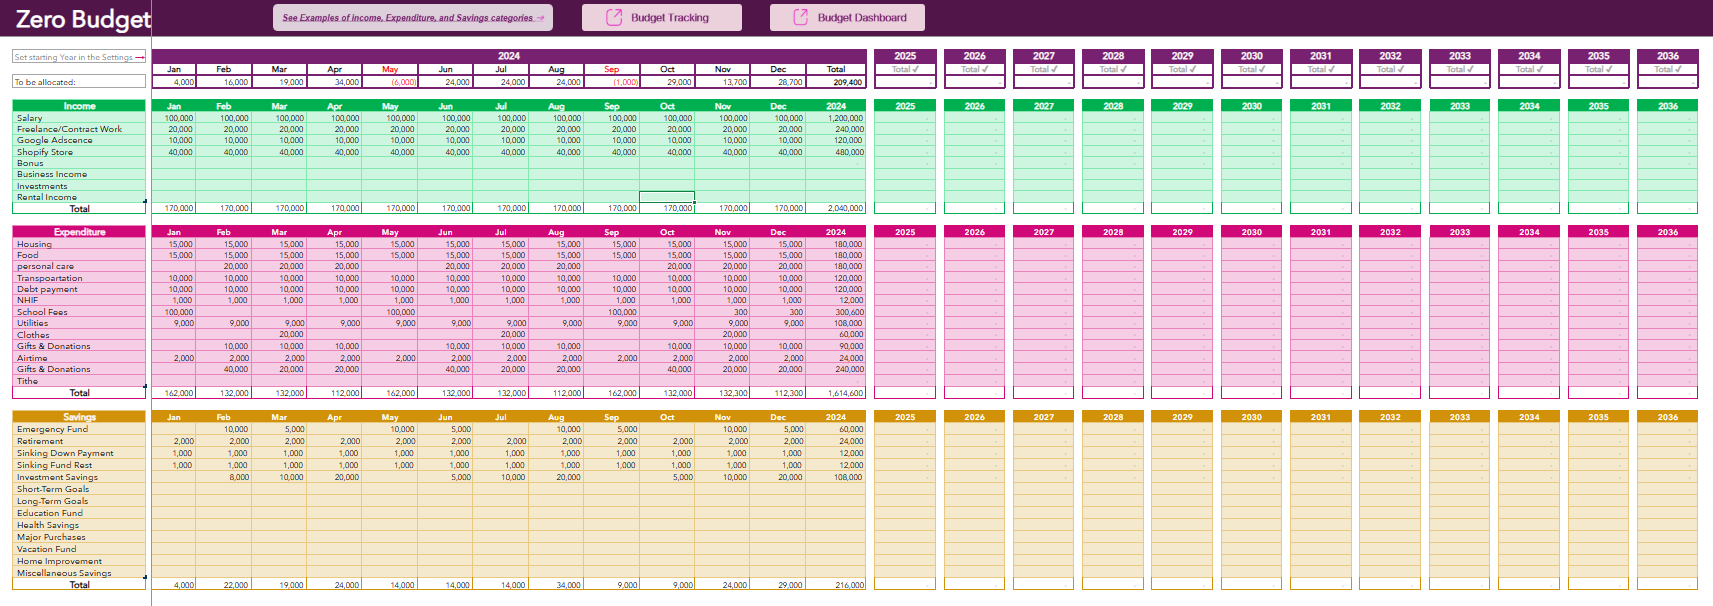 Zero Budget
See Examples of Income, Expenditure, and Savings categories →
Budget Tracking
Budget Dashboard
2024 2025 2026 2027 2028 2029 2030 2031 2032 2033 2034 2035 2036
Set starting Year in the Settings →
Jan Feb Mar Apr May Jun Jul Aug Sep Oct Nov Dec Total Total ✓ Total ✓ Total ✓ Total ✓ Total ✓ Total ✓ Total ✓ Total ✓ Total ✓ Total ✓ Total ✓ Total ✓
To be allocated: 4,000 16,000 19,000 34,000 (6,000) 24,000 24,000 24,000 (1,000) 29,000 13,700 28,700 209,400
Income Jan Feb Mar Apr May Jun Jul Aug Sep Oct Nov Dec 2024 2025 2026 2027 2028 2029 2030 2031 2032 2033 2034 2035 2036
Salary 100,000 100,000 100,000 100,000 100,000 100,000 100,000 100,000 100,000 100,000 100,000 100,000 1,200,000
Freelance/Contract Work 20,000 20,000 20,000 20,000 20,000 20,000 20,000 20,000 20,000 20,000 20,000 20,000 240,000
Google Adscence 10,000 10,000 10,000 10,000 10,000 10,000 10,000 10,000 10,000 10,000 10,000 10,000 120,000
Shopify Store 40,000 40,000 40,000 40,000 40,000 40,000 40,000 40,000 40,000 40,000 40,000 40,000 480,000
Bonus
Business Income
Investments
Rental Income
Total 170,000 170,000 170,000 170,000 170,000 170,000 170,000 170,000 170,000 170,000 170,000 170,000 2,040,000
Expenditure Jan Feb Mar Apr May Jun Jul Aug Sep Oct Nov Dec 2024 2025 2026 2027 2028 2029 2030 2031 2032 2033 2034 2035 2036
Housing 15,000 15,000 15,000 15,000 15,000 15,000 15,000 15,000 15,000 15,000 15,000 15,000 180,000
Food 15,000 15,000 15,000 15,000 15,000 15,000 15,000 15,000 15,000 15,000 15,000 15,000 180,000
personal care 20,000 20,000 20,000 20,000 20,000 20,000 20,000 20,000 20,000 180,000
Transpoartation 10,000 10,000 10,000 10,000 10,000 10,000 10,000 10,000 10,000 10,000 10,000 10,000 120,000
Debt payment 10,000 10,000 10,000 10,000 10,000 10,000 10,000 10,000 10,000 10,000 10,000 10,000 120,000
NHIF 1,000 1,000 1,000 1,000 1,000 1,000 1,000 1,000 1,000 1,000 1,000 1,000 12,000
School Fees 100,000 100,000 100,000 300 300 300,600
Utilities 9,000 9,000 9,000 9,000 9,000 9,000 9,000 9,000 9,000 9,000 9,000 9,000 108,000
Clothes 20,000 20,000 20,000 60,000
Gifts & Donations 10,000 10,000 10,000 10,000 10,000 10,000 10,000 10,000 10,000 90,000
Airtime 2,000 2,000 2,000 2,000 2,000 2,000 2,000 2,000 2,000 2,000 2,000 2,000 24,000
Gifts & Donations 40,000 20,000 20,000 40,000 20,000 20,000 40,000 20,000 20,000 240,000
Tithe
Total 162,000 132,000 132,000 112,000 162,000 132,000 132,000 112,000 162,000 132,000 132,300 112,300 1,614,600
Savings Jan Feb Mar Apr May Jun Jul Aug Sep Oct Nov Dec 2024 2025 2026 2027 2028 2029 2030 2031 2032 2033 2034 2035 2036
Emergency Fund 10,000 5,000 10,000 5,000 10,000 5,000 10,000 5,000 60,000
Retirement 2,000 2,000 2,000 2,000 2,000 2,000 2,000 2,000 2,000 2,000 2,000 2,000 24,000
Sinking Down Payment 1,000 1,000 1,000 1,000 1,000 1,000 1,000 1,000 1,000 1,000 1,000 1,000 12,000
Sinking Fund Rest 1,000 1,000 1,000 1,000 1,000 1,000 1,000 1,000 1,000 1,000 1,000 1,000 12,000
Investment Savings 8,000 10,000 20,000 5,000 10,000 20,000 5,000 10,000 20,000 108,000
Short-Term Goals
Long-Term Goals
Education Fund
Health Savings
Major Purchases
Vacation Fund
Home Improvement
Miscellaneous Savings
Total 4,000 22,000 19,000 24,000 14,000 14,000 14,000 34,000 9,000 9,000 24,000 29,000 216,000